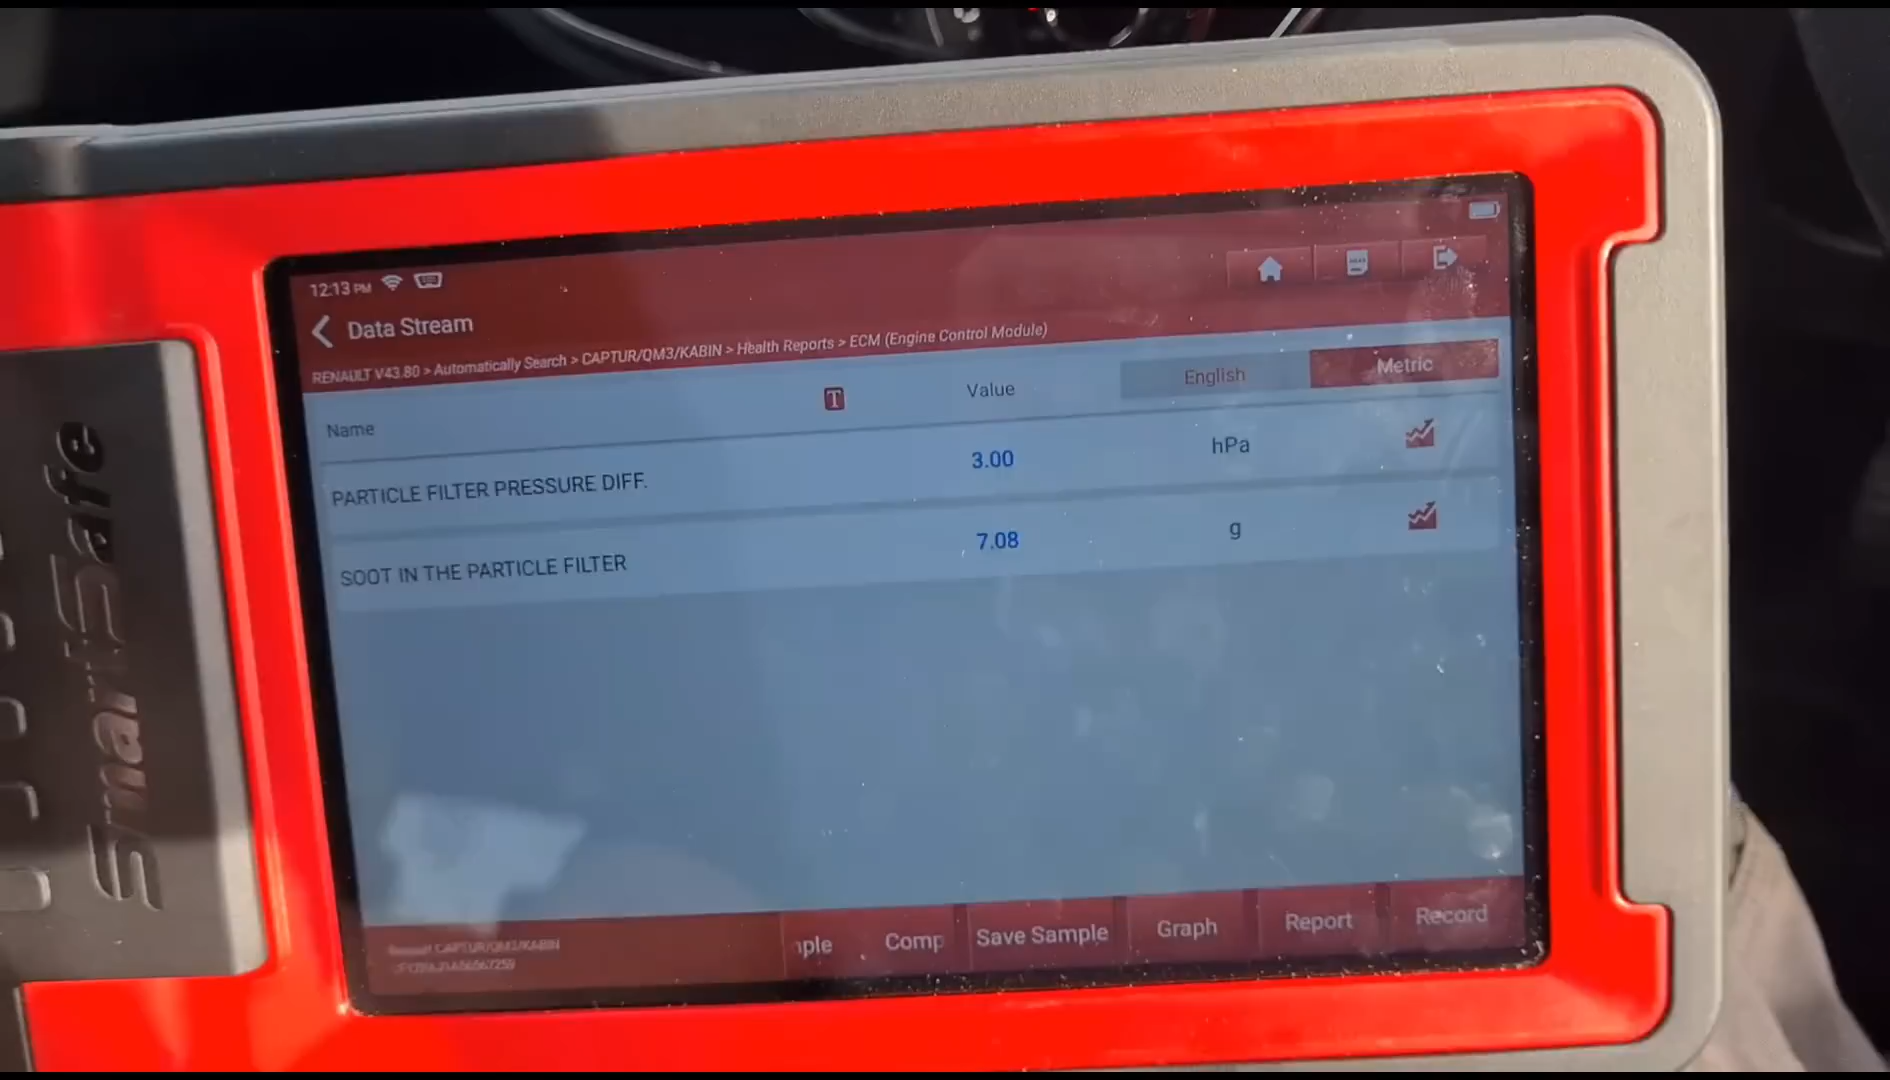 12:13 PM
Data Stream
RENAULT V43.80 > Automatically Search > CAPTUR/QM3/KABIN > Health Reports > ECM (Engine Control Module)
Name T Value English Metric
PARTICLE FILTER PRESSURE DIFF. 3.00 hPa
SOOT IN THE PARTICLE FILTER 7.08 g
Renault CAPTUR/QM3/KABIN
Comp Save Sample Graph Report Record
SmartSafe